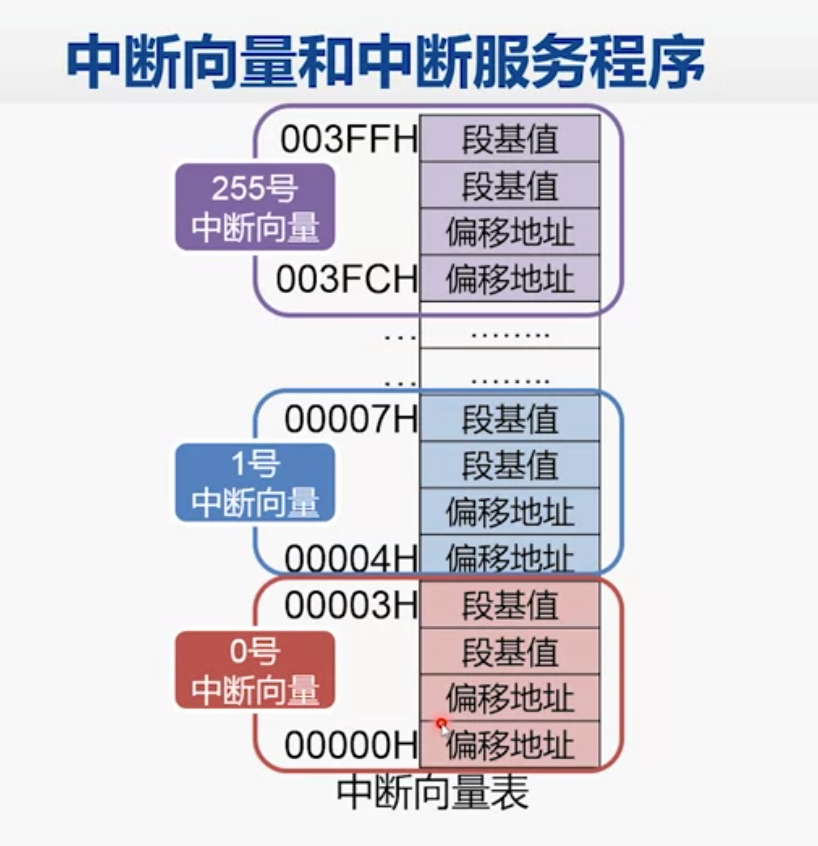 中断向量和中断服务程序
003FFH 段基值
255号
中断向量
段基值
偏移地址
003FCH 偏移地址
… ........
… ........
00007H 段基值
1号
中断向量
段基值
偏移地址
00004H 偏移地址
00003H 段基值
0号
中断向量
段基值
偏移地址
00000H 偏移地址
中断向量表